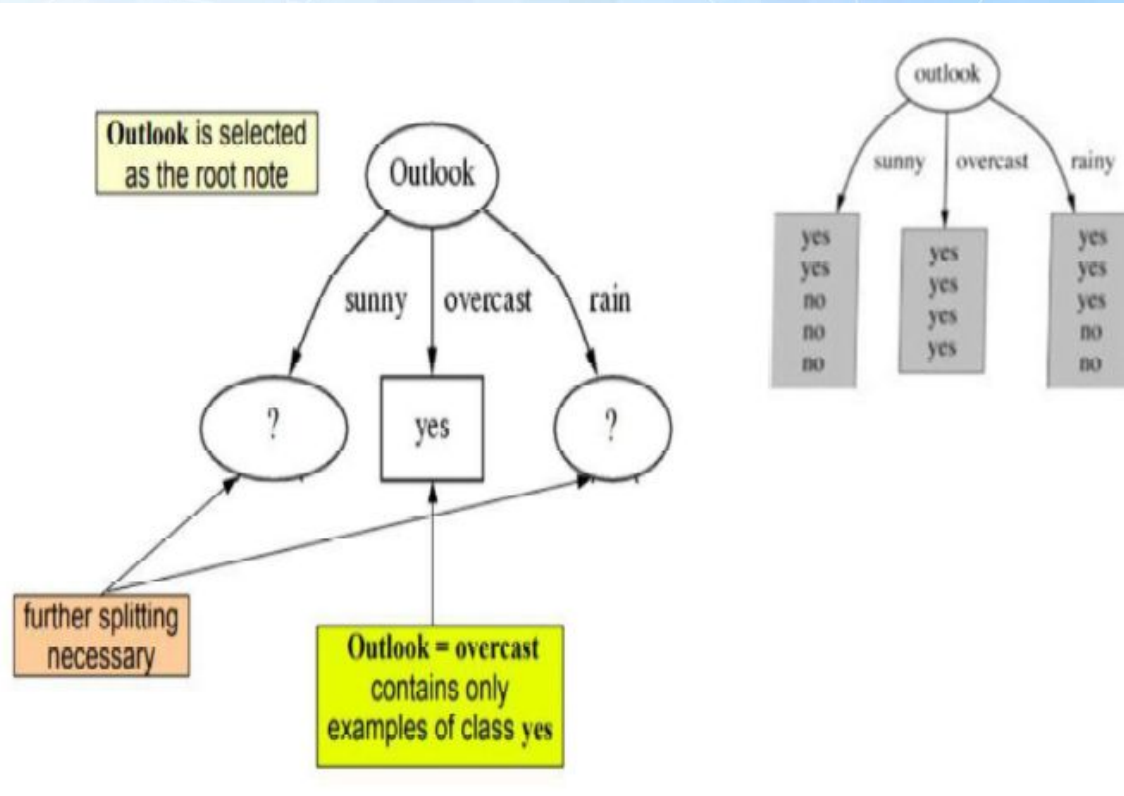 Outlook is selected
as the root note
Outlook
sunny
overcast
rain
?
yes
?
further splitting
necessary
Outlook = overcast
contains only
examples of class yes
outlook
sunny
overcast
rainy
yes
yes
no
no
no
yes
yes
yes
yes
yes
yes
yes
no
no